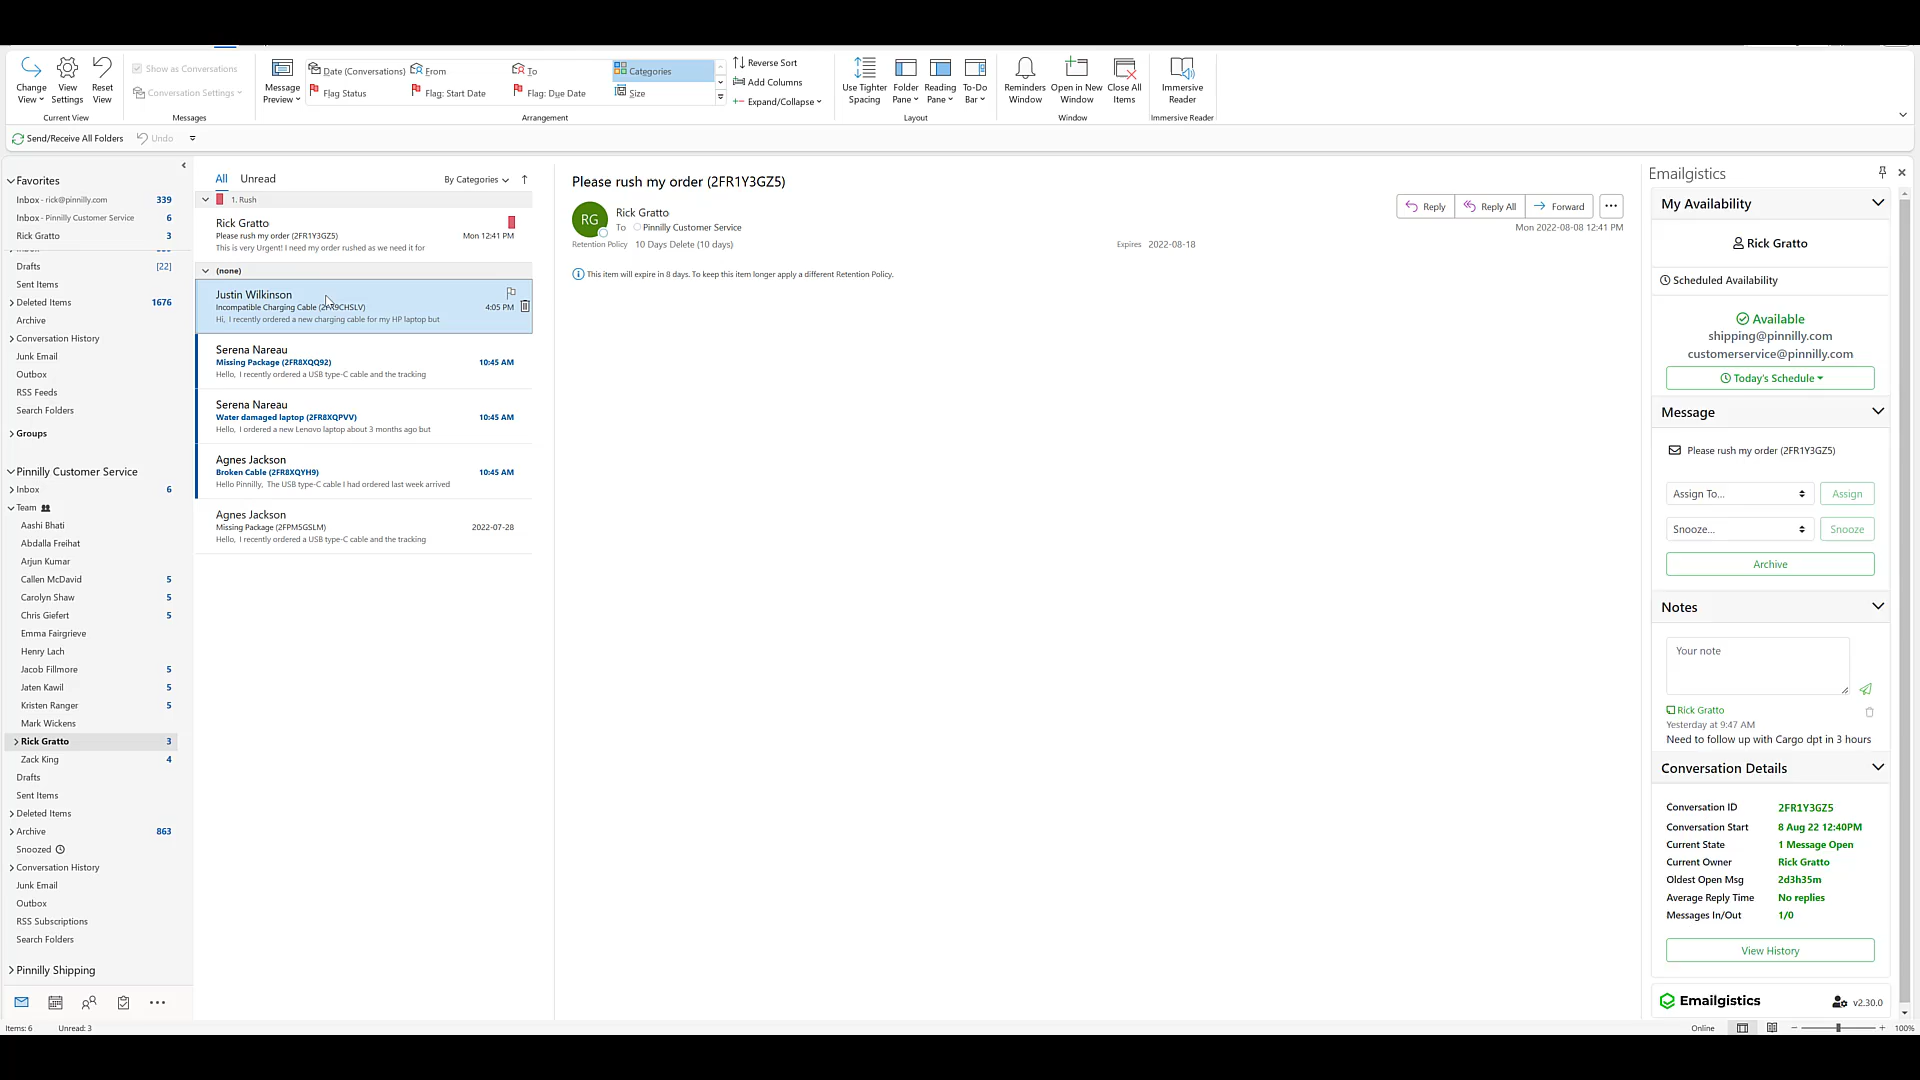 Change View
View Settings
Reset View
Current View
Show as Conversations
Conversation Settings
Messages
Message Preview
Date (Conversations)
From
To
Categories
Flag Status
Flag: Start Date
Flag: Due Date
Size
Reverse Sort
Add Columns
Expand/Collapse
Arrangement
Use Tighter Spacing
Folder Pane
Reading Pane
To-Do Bar
Layout
Reminders Window
Open in New Window
Close All Items
Window
Immersive Reader
Immersive Reader
Send/Receive All Folders
Undo
Favorites
Inbox - rick@pinnilly.com 339
Inbox - Pinnilly Customer Service 6
Rick Gratto 3
Drafts [22]
Sent Items
Deleted Items 1676
Archive
Conversation History
Junk Email
Outbox
RSS Feeds
Search Folders
Groups
Pinnilly Customer Service
Inbox 6
Team
Aashi Bhati
Abdalla Freihat
Arjun Kumar
Callen McDavid 5
Carolyn Shaw 5
Chris Giefert 5
Emma Fairgrieve
Henry Lach
Jacob Fillmore 5
Jaten Kawil 5
Kristen Ranger 5
Mark Wickens
Rick Gratto 3
Zack King 4
Drafts
Sent Items
Deleted Items
Archive 863
Snoozed
Conversation History
Junk Email
Outbox
RSS Subscriptions
Search Folders
Pinnilly Shipping
Items: 6 Unread: 3
All Unread By Categories
1. Rush
Rick Gratto
Please rush my order (2FR1Y3GZ5) Mon 12:41 PM
This is very Urgent! I need my order rushed as we need it for
(none)
Justin Wilkinson
Incompatible Charging Cable 4:05 PM
Hi, I recently ordered a new charging cable for my HP laptop but
Serena Nareau
Missing Package (2FR8XQQ92) 10:45 AM
Hello, I recently ordered a USB type-C cable and the tracking
Serena Nareau
Water damaged laptop (2FR8XQPVV) 10:45 AM
Hello, I ordered a new Lenovo laptop about 3 months ago but
Agnes Jackson
Broken Cable (2FR8XQYH9) 10:45 AM
Hello Pinnilly, The USB type-C cable I had ordered last week arrived
Agnes Jackson
Missing Package (2FPM5GSLM) 2022-07-28
Hello, I recently ordered a USB type-C cable and the tracking
Please rush my order (2FR1Y3GZ5)
RG
Rick Gratto
To Pinnilly Customer Service
Retention Policy 10 Days Delete (10 days) Expires 2022-08-18
Reply Reply All Forward
Mon 2022-08-08 12:41 PM
This item will expire in 8 days. To keep this item longer apply a different Retention Policy.
Emailgistics
My Availability
Rick Gratto
Scheduled Availability
Available
shipping@pinnilly.com
customerservice@pinnilly.com
Today's Schedule
Message
Please rush my order (2FR1Y3GZ5)
Assign To... Assign
Snooze... Snooze
Archive
Notes
Your note
Rick Gratto
Yesterday at 9:47 AM
Need to follow up with Cargo dpt in 3 hours
Conversation Details
Conversation ID 2FR1Y3GZ5
Conversation Start 8 Aug 22 12:40PM
Current State 1 Message Open
Current Owner Rick Gratto
Oldest Open Msg 2d3h35m
Average Reply Time No replies
Messages In/Out 1/0
View History
Emailgistics v2.30.0
Online 100%